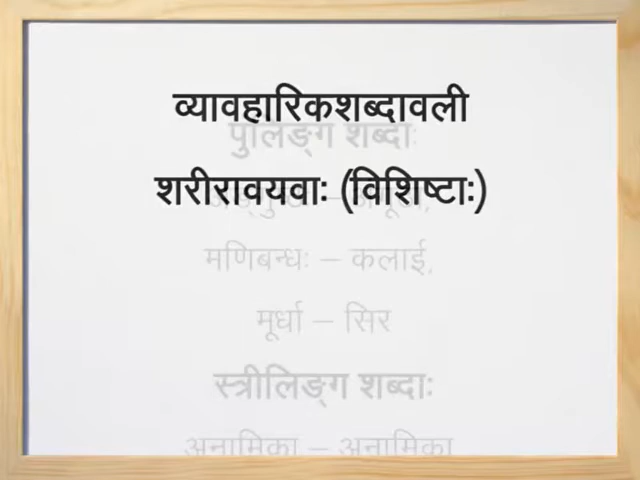 व्यावहारिकशब्दावली
पुलिङ्ग शब्दाः
शरीरावयवाः (विशिष्टाः)
मणिबन्धः – कलाई,
मूर्धा – सिर
स्त्रीलिङ्ग शब्दाः
अनामिका – अनामिका